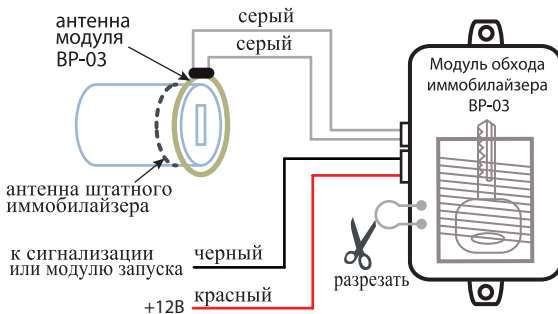 серый
серый
антенна
модуля
ВР-03
Модуль обхода
иммобилайзера
ВР-03
антенна штатного
иммобилайзера
к сигнализации
или модулю запуска
черный
разрезать
+12В
красный